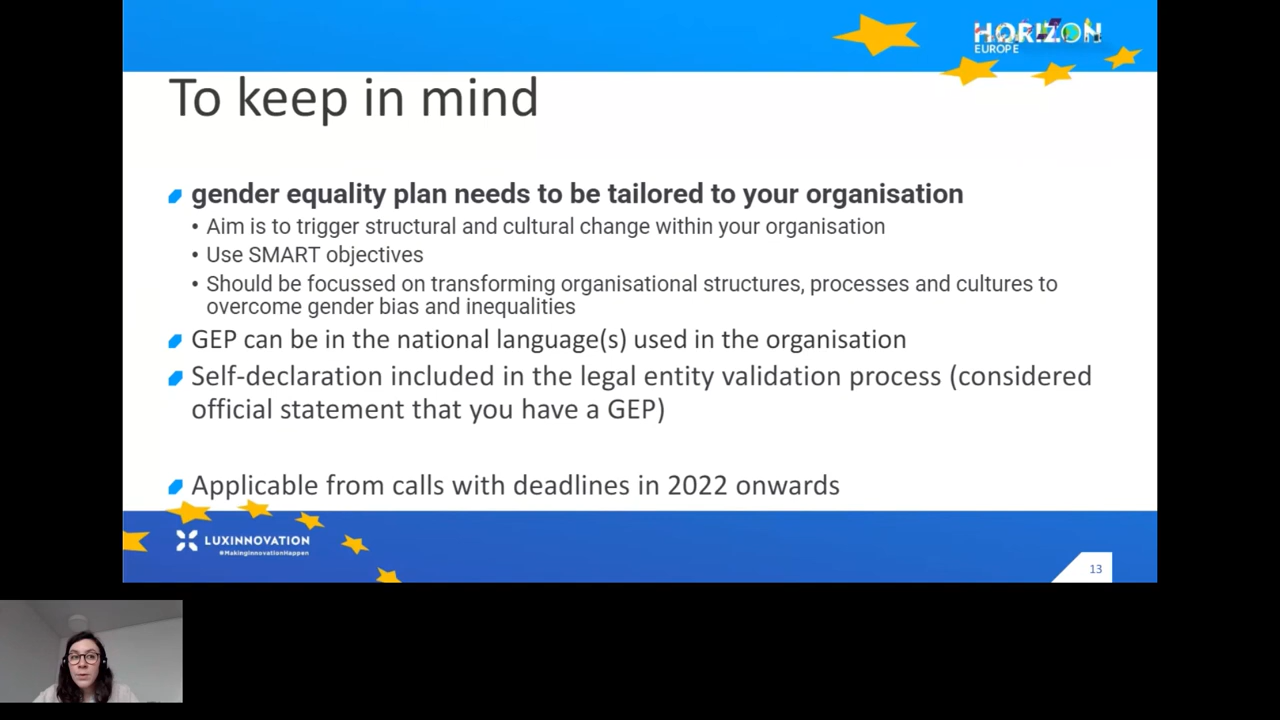 HORIZON
EUROPE
To keep in mind
gender equality plan needs to be tailored to your organisation
• Aim is to trigger structural and cultural change within your organisation
• Use SMART objectives
• Should be focussed on transforming organisational structures, processes and cultures to
overcome gender bias and inequalities
GEP can be in the national language(s) used in the organisation
Self-declaration included in the legal entity validation process (considered
official statement that you have a GEP)
Applicable from calls with deadlines in 2022 onwards
LUXINNOVATION
#MakingInnovationHappen
13